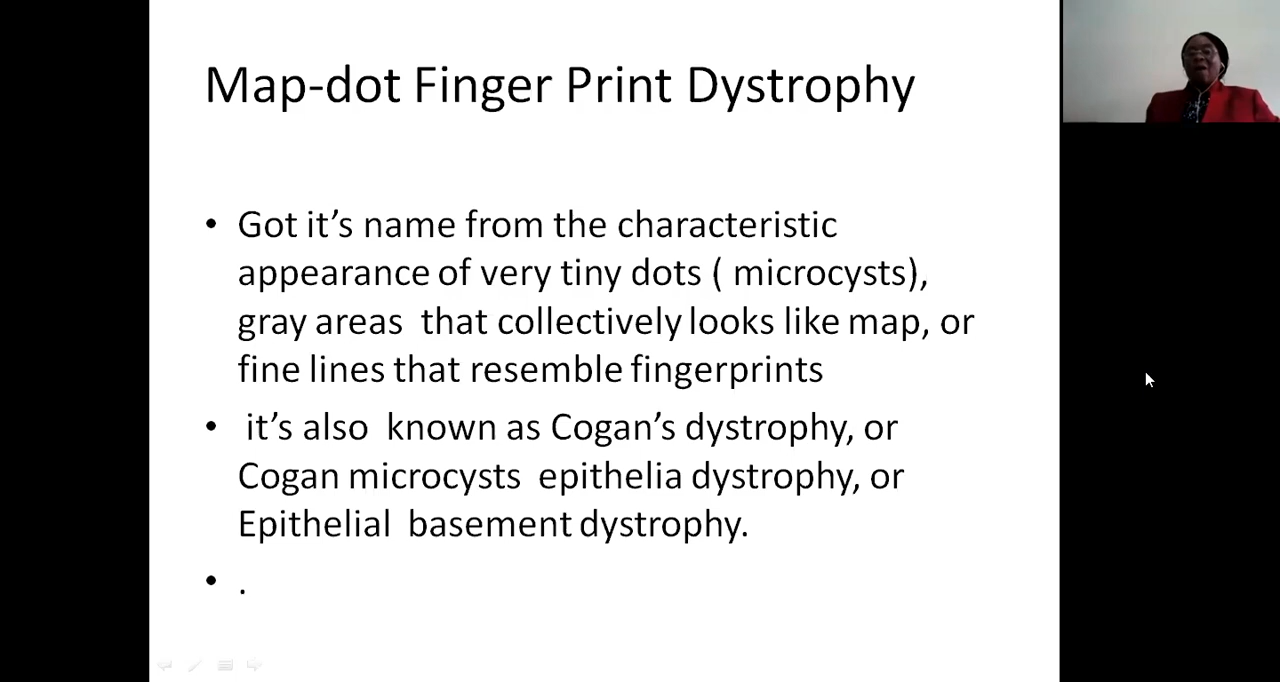 Map-dot Finger Print Dystrophy
• Got it’s name from the characteristic
appearance of very tiny dots ( microcysts),
gray areas that collectively looks like map, or
fine lines that resemble fingerprints
• it’s also known as Cogan’s dystrophy, or
Cogan microcysts epithelia dystrophy, or
Epithelial basement dystrophy.
• .